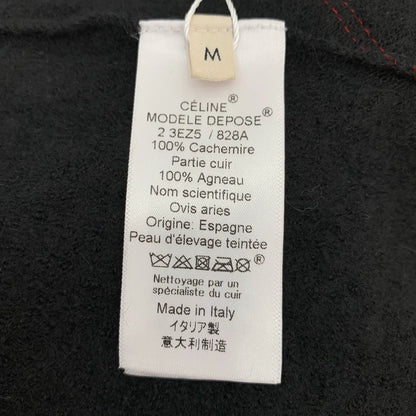 M
CÉLINE®
MODELE DEPOSE®
2 3EZ5 / 828A
100% Cachemire
Partie cuir
100% Agneau
Nom scientifique
Ovis aries
Origine: Espagne
Peau d'élevage teintée
®
Nettoyage par un
spécialiste du cuir
Made in Italy
イタリア製
意大利制造